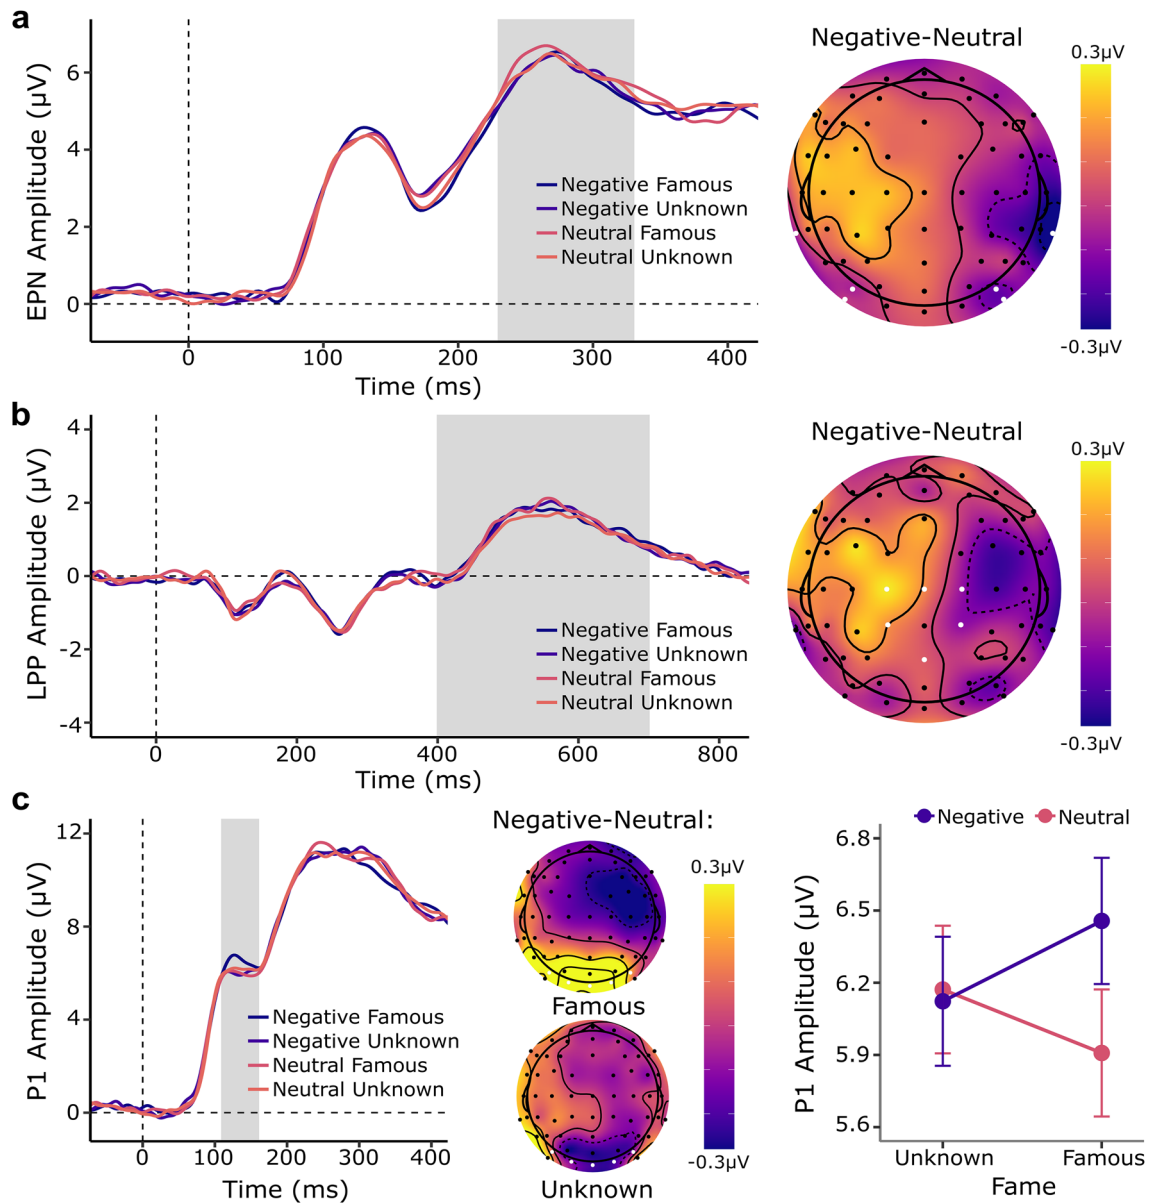 a
EPN Amplitude (µV)
6
4
2
0
0
100
200
300
400
Time (ms)
Negative Famous
Negative Unknown
Neutral Famous
Neutral Unknown
Negative-Neutral
0.3µV
-0.3µV
b
LPP Amplitude (µV)
4
2
0
-2
-4
0
200
400
600
800
Time (ms)
Negative Famous
Negative Unknown
Neutral Famous
Neutral Unknown
Negative-Neutral
0.3µV
-0.3µV
c
P1 Amplitude (µV)
12
8
4
0
0
100
200
300
400
Time (ms)
Negative Famous
Negative Unknown
Neutral Famous
Neutral Unknown
Negative-Neutral:
Famous
Unknown
0.3µV
-0.3µV
Negative
Neutral
P1 Amplitude (µV)
6.8
6.5
6.2
5.9
5.6
Unknown
Famous
Fame